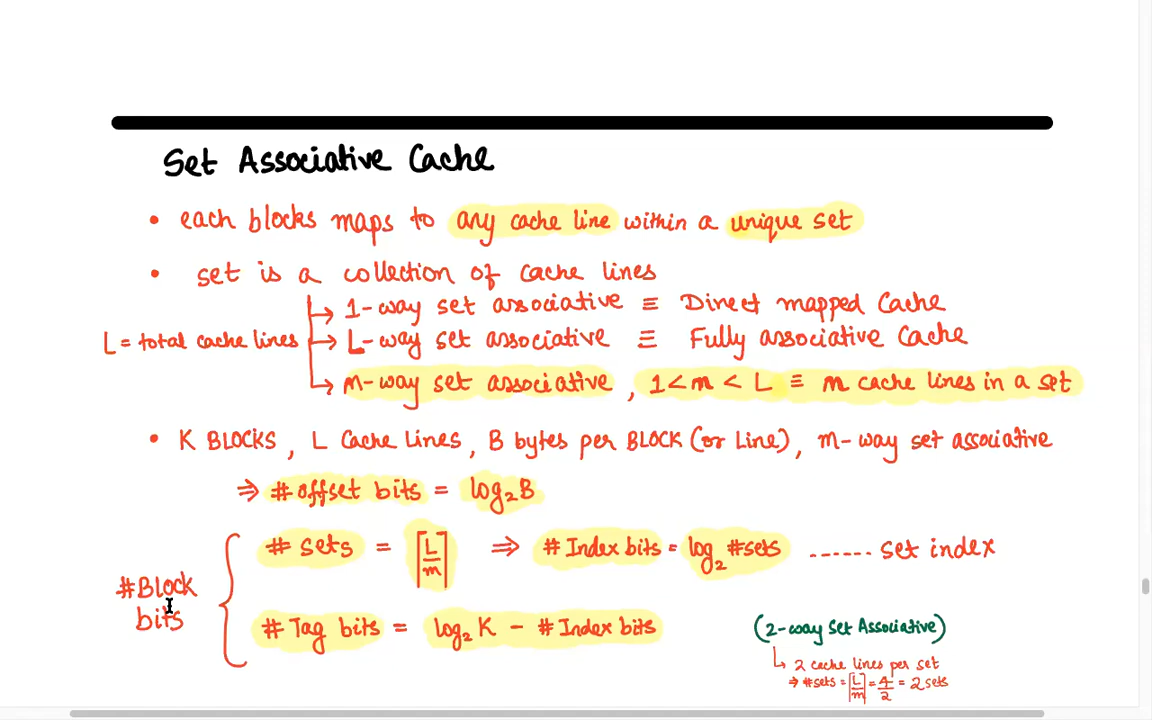 Set Associative Cache
• each blocks maps to any cache line within a unique set
• set is a collection of cache lines
L = total cache lines
→ 1-way set associative ≡ Direct mapped Cache
→ L-way set associative ≡ Fully associative Cache
→ m-way set associative, 1 < m < L ≡ m cache lines in a set
• K BLOCKS, L Cache Lines, B bytes per BLOCK (or Line), m-way set associative
⇒ # offset bits = log₂B
#Block bits
# sets = ⌈L/m⌉ ⇒ # Index bits = log₂ #sets ...... set index
# Tag bits = log₂ K - # Index bits
(2-way Set Associative)
↳ 2 cache lines per set
⇒ #sets = ⌈L/m⌉ = 4/2 = 2 sets